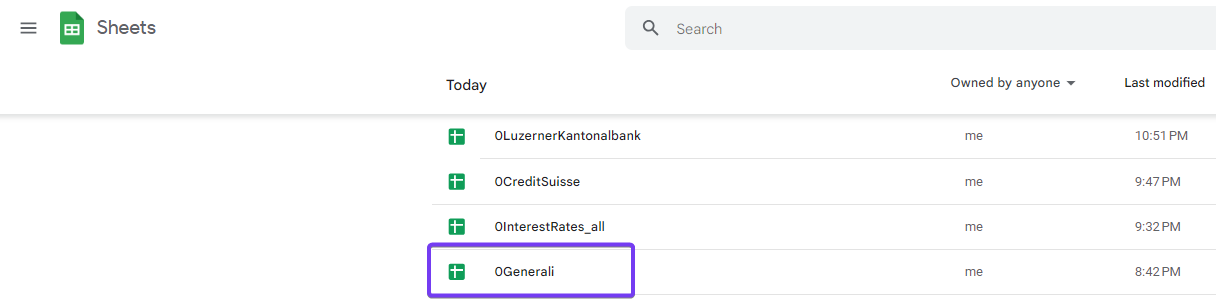 Sheets
Search
Today Owned by anyone Last modified
0LuzernerKantonalbank me 10:51 PM
0CreditSuisse me 9:47 PM
0InterestRates_all me 9:32 PM
0Generali me 8:42 PM